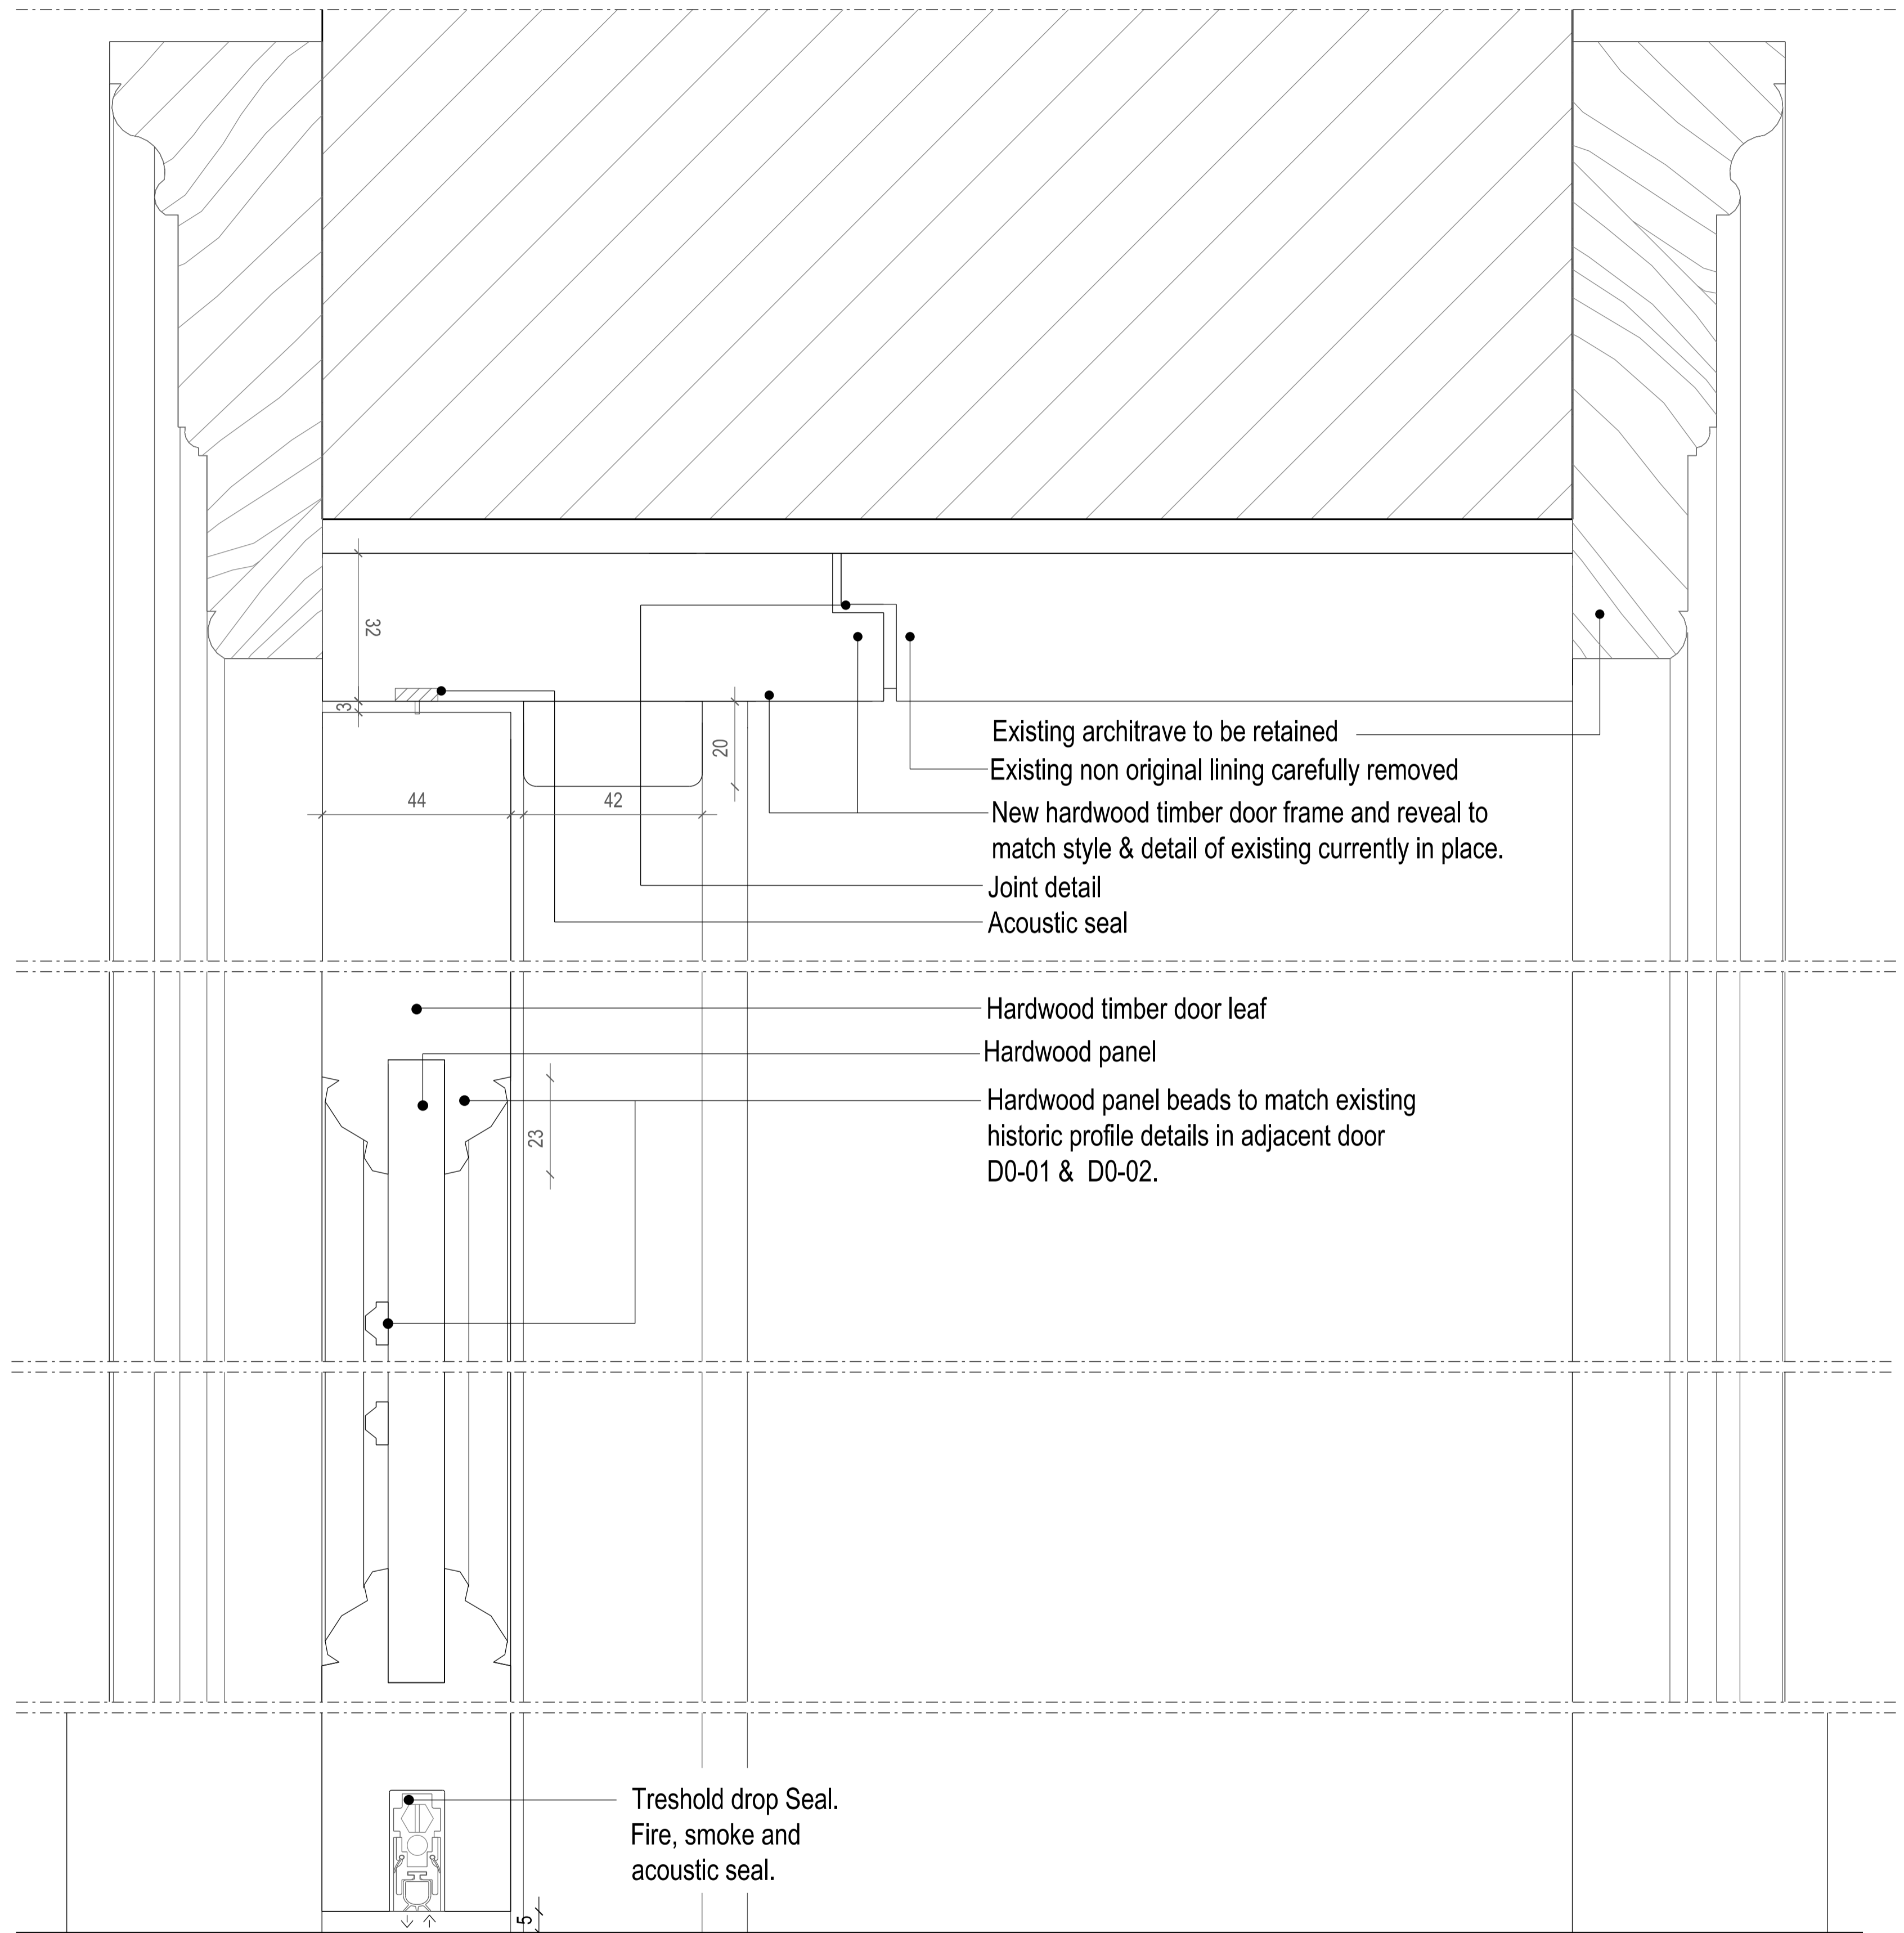 32
3
20
44
42
Existing architrave to be retained
Existing non original lining carefully removed
New hardwood timber door frame and reveal to
match style & detail of existing currently in place.
Joint detail
Acoustic seal
Hardwood timber door leaf
Hardwood panel
Hardwood panel beads to match existing
historic profile details in adjacent door
D0-01 & D0-02.
23
Treshold drop Seal.
Fire, smoke and
acoustic seal.
5